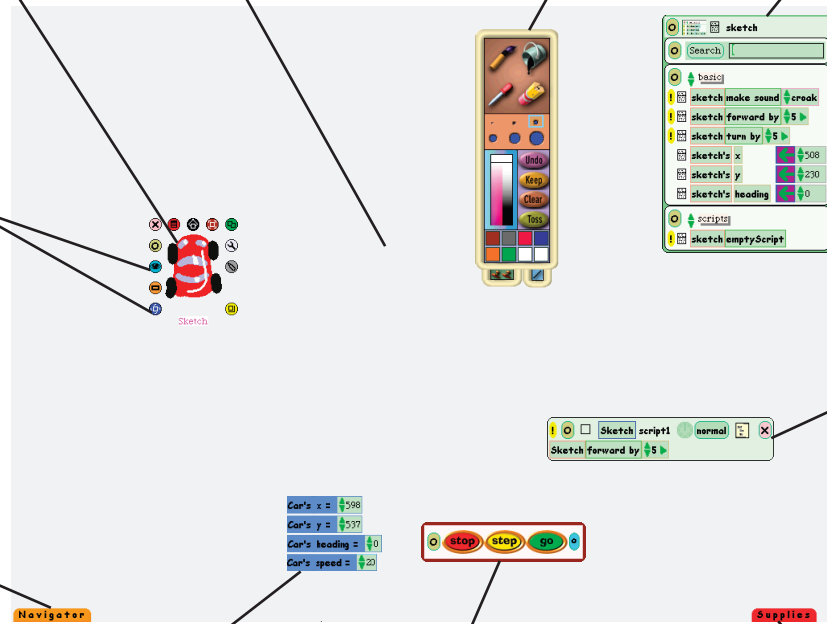 sketch
Search
basic
sketch make sound croak
sketch forward by 5
sketch turn by 5
sketch's x 508
sketch's y 230
sketch's heading 0
scripts
! sketch emptyScript
Undo
Keep
Clear
Toss
Sketch
! Sketch script1 normal
Sketch forward by 5
Car's x = 598
Car's y = 537
Car's heading = 0
Car's speed = 20
stop step go
Navigator
Supplies